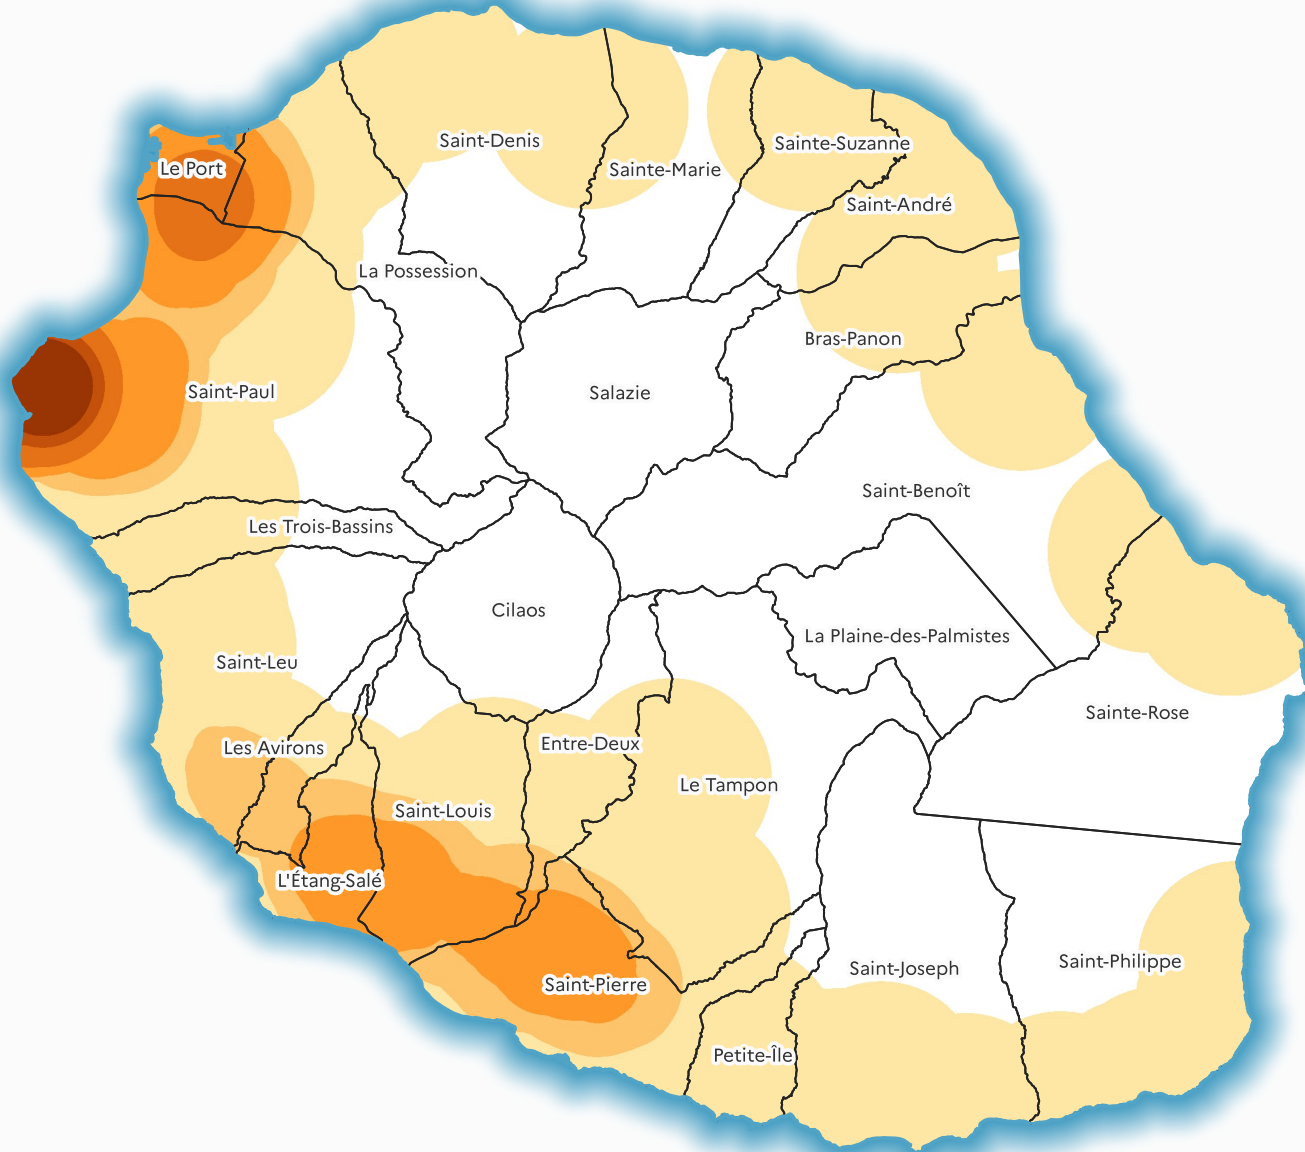 Saint-Denis
Sainte-Suzanne
Le Port
Sainte-Marie
Saint-André
La Possession
Bras-Panon
Saint-Paul
Salazie
Saint-Benoît
Les Trois-Bassins
Cilaos
La Plaine-des-Palmistes
Saint-Leu
Sainte-Rose
Les Avirons
Entre-Deux
Le Tampon
Saint-Louis
L'Étang-Salé
Saint-Philippe
Saint-Joseph
Saint-Pierre
Petite-Île